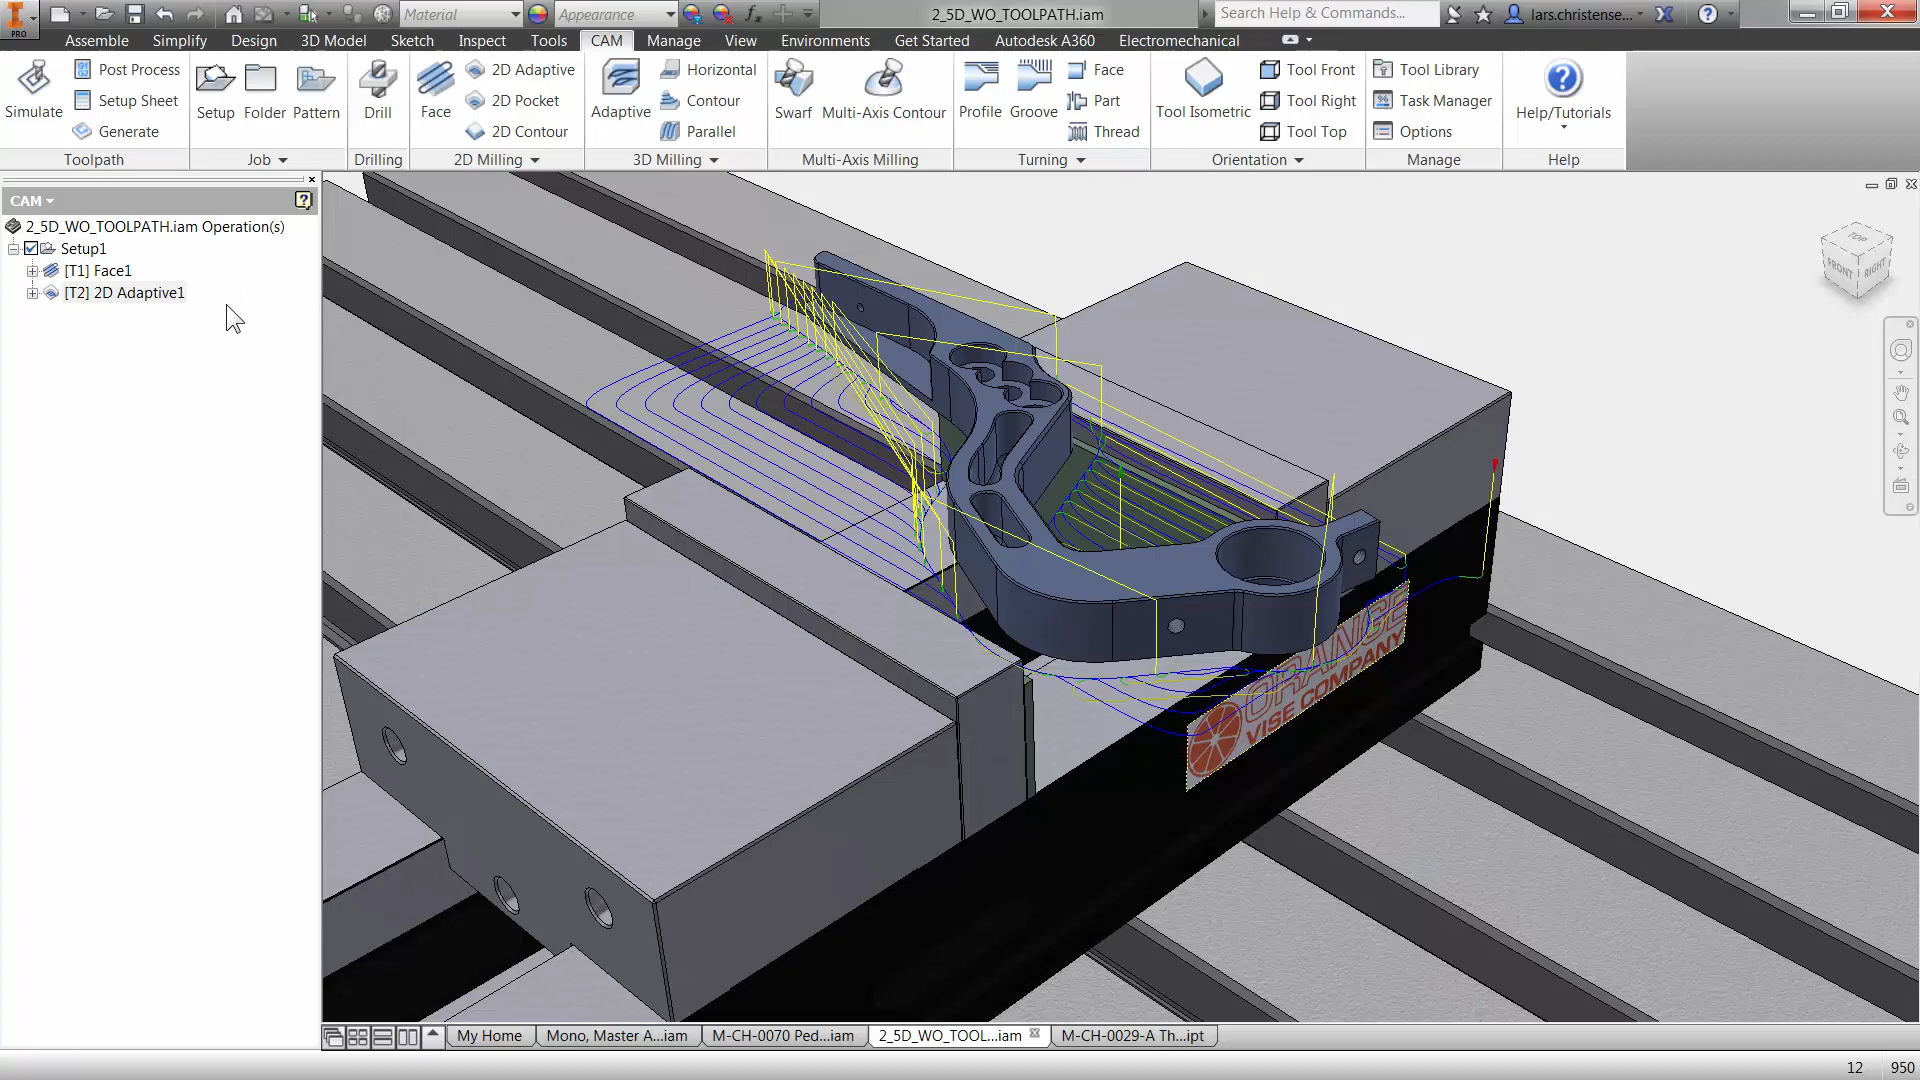 PRO
Material
Appearance
2_5D_WO_TOOLPATH.iam
Search Help & Commands...
lars.christense...
Assemble
Simplify
Design
3D Model
Sketch
Inspect
Tools
CAM
Manage
View
Environments
Get Started
Autodesk A360
Electromechanical
Simulate
Post Process
Setup Sheet
Generate
Toolpath
Setup
Folder
Pattern
Job
Drill
Drilling
Face
2D Adaptive
2D Pocket
2D Contour
2D Milling
Adaptive
Horizontal
Contour
Parallel
3D Milling
Swarf
Multi-Axis Contour
Multi-Axis Milling
Profile
Groove
Face
Part
Thread
Turning
Tool Isometric
Tool Front
Tool Right
Tool Top
Orientation
Tool Library
Task Manager
Options
Manage
Help/Tutorials
Help
CAM
2_5D_WO_TOOLPATH.iam Operation(s)
Setup1
[T1] Face1
[T2] 2D Adaptive1
TOP
FRONT
RIGHT
ORANGE
VISE COMPANY
My Home
Mono, Master A...iam
M-CH-0070 Ped...iam
2_5D_WO_TOOL...iam
M-CH-0029-A Th...ipt
12
950